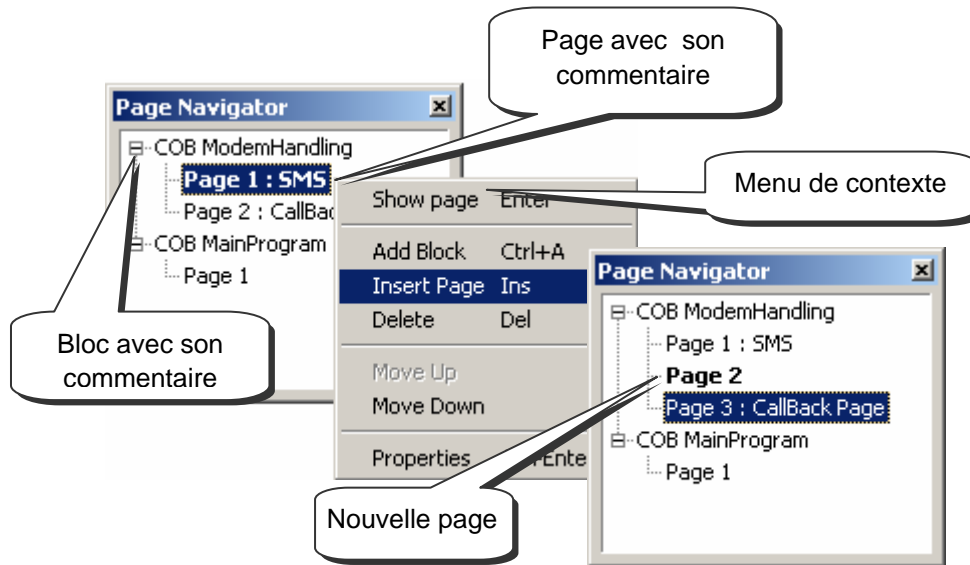 Page avec son
commentaire
Page Navigator
COB ModemHandling
Page 1 : SMS
Page 2 :
COB MainProgram
Page 1
Menu de contexte
Show page Enter
Add Block Ctrl+A
Insert Page Ins
Delete Del
Move Up
Move Down
Properties
Bloc avec son
commentaire
Page Navigator
COB ModemHandling
Page 1 : SMS
Page 2
Page 3 : CallBack Page
COB MainProgram
Page 1
Nouvelle page